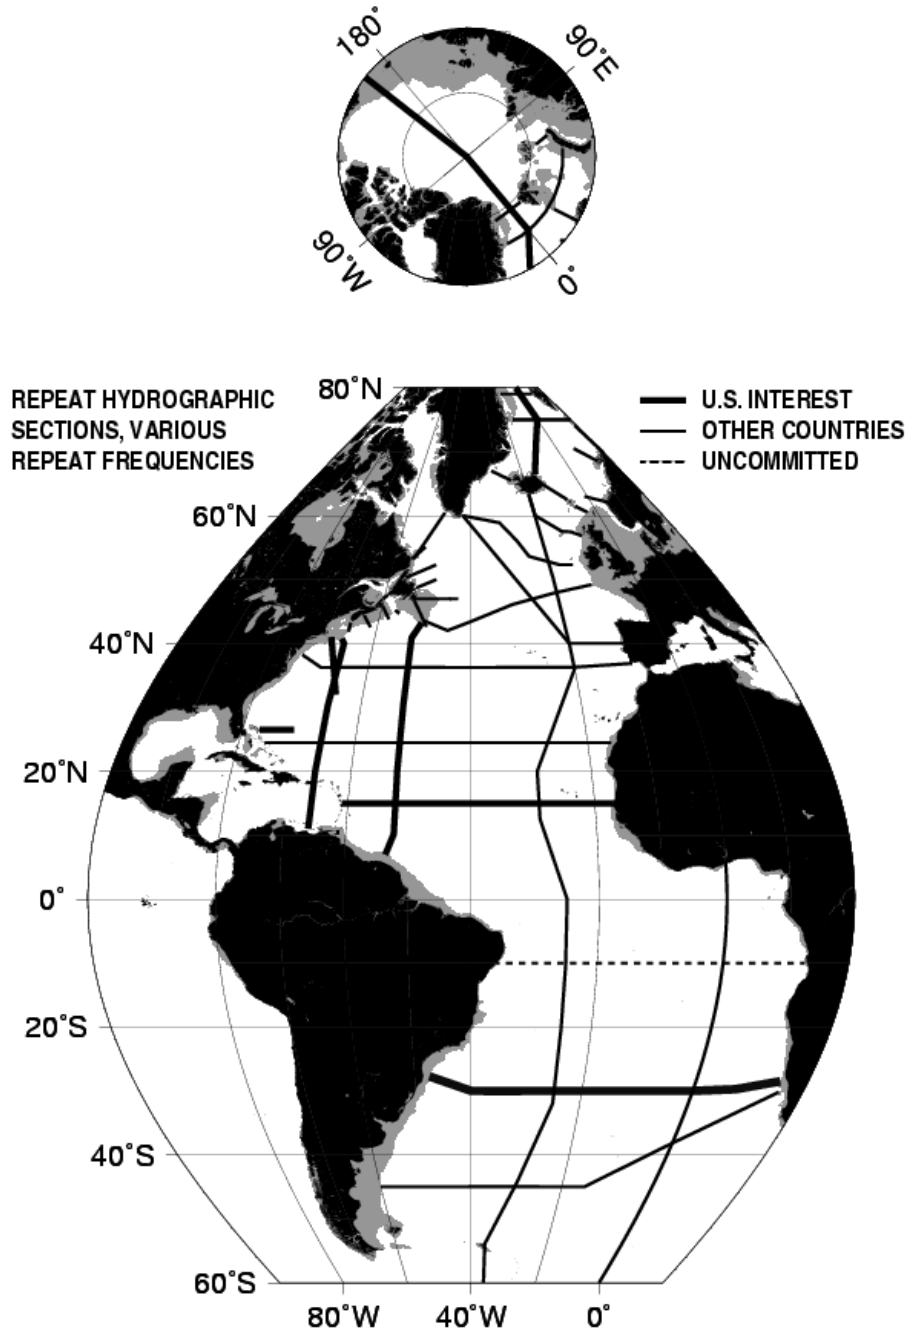 180°
90°E
90°W
0°
REPEAT HYDROGRAPHIC
SECTIONS, VARIOUS
REPEAT FREQUENCIES
U.S. INTEREST
OTHER COUNTRIES
UNCOMMITTED
80°N
60°N
40°N
20°N
0°
20°S
40°S
60°S
80°W
40°W
0°